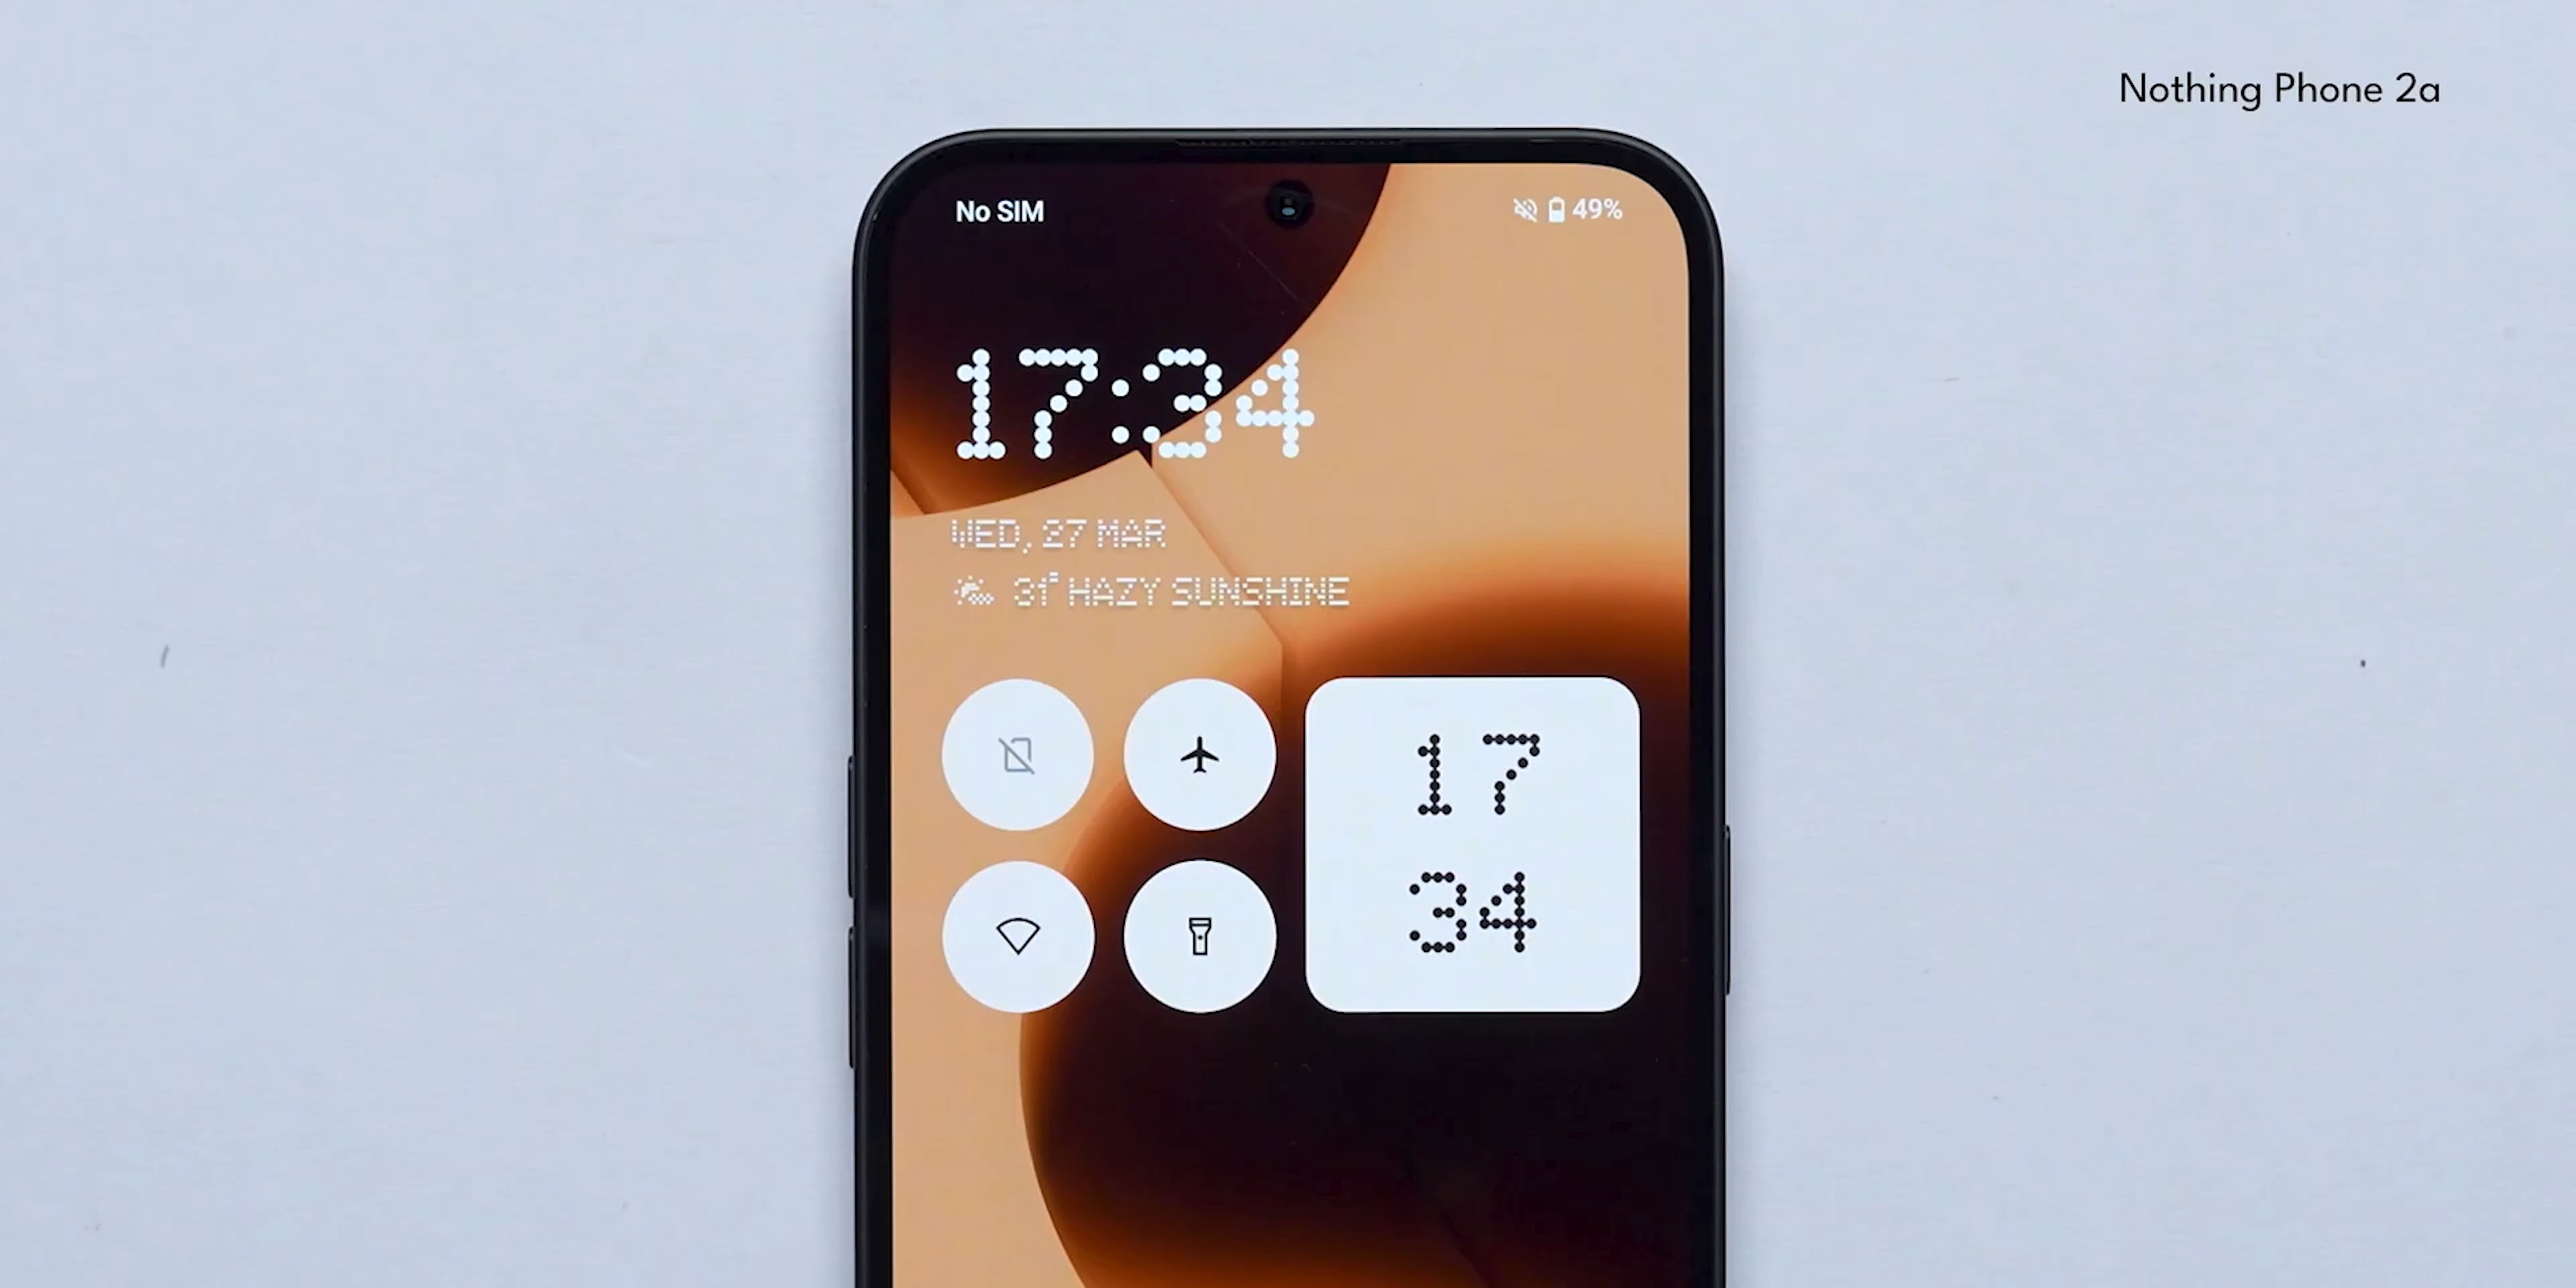 Nothing Phone 2a
No SIM
49%
17:34
WED, 27 MAR
31° HAZY SUNSHINE
17
34